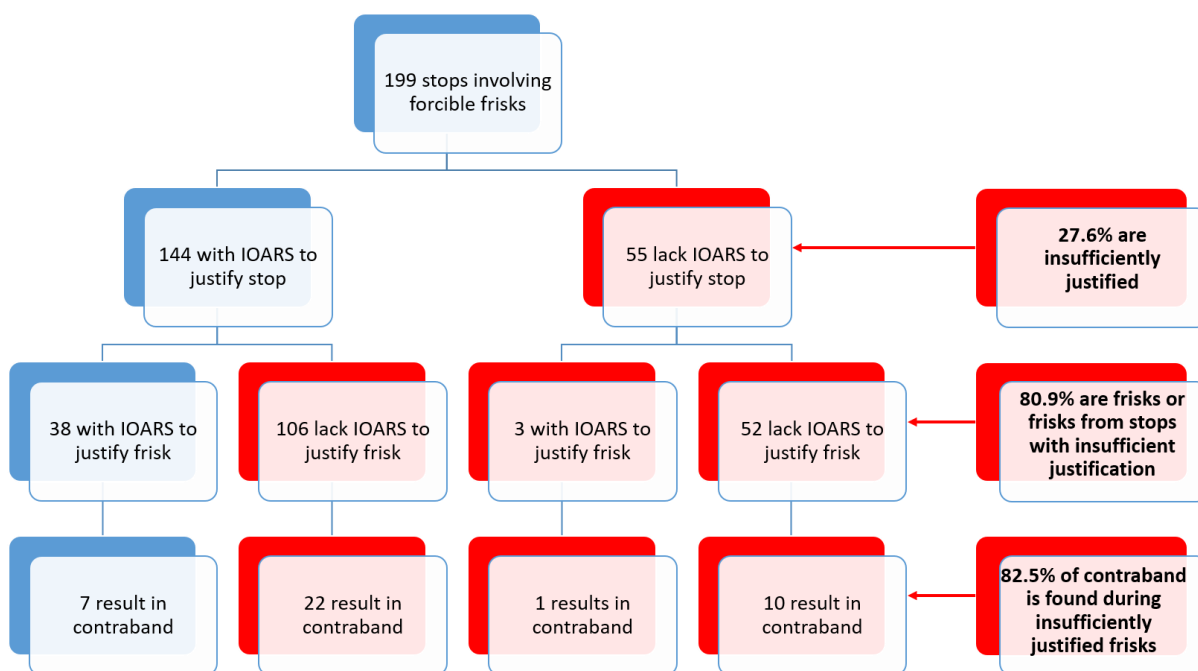 199 stops involving
forcible frisks
144 with IOARS to
justify stop
55 lack IOARS to
justify stop
27.6% are
insufficiently
justified
38 with IOARS to
justify frisk
106 lack IOARS to
justify frisk
3 with IOARS to
justify frisk
52 lack IOARS to
justify frisk
80.9% are frisks or
frisks from stops
with insufficient
justification
7 result in
contraband
22 result in
contraband
1 results in
contraband
10 result in
contraband
82.5% of contraband
is found during
insufficiently
justified frisks